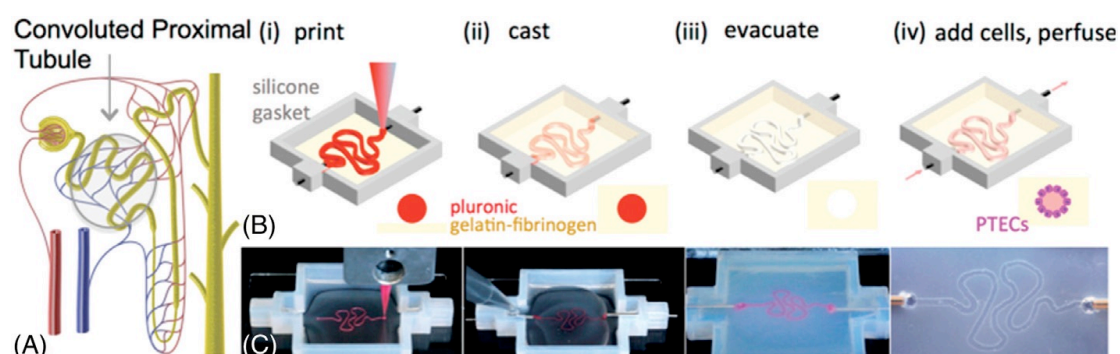 Convoluted Proximal
Tubule
(i) print
(ii) cast
(iii) evacuate
(iv) add cells, perfuse
silicone
gasket
pluronic
gelatin-fibrinogen
PTECs
(A)
(B)
(C)